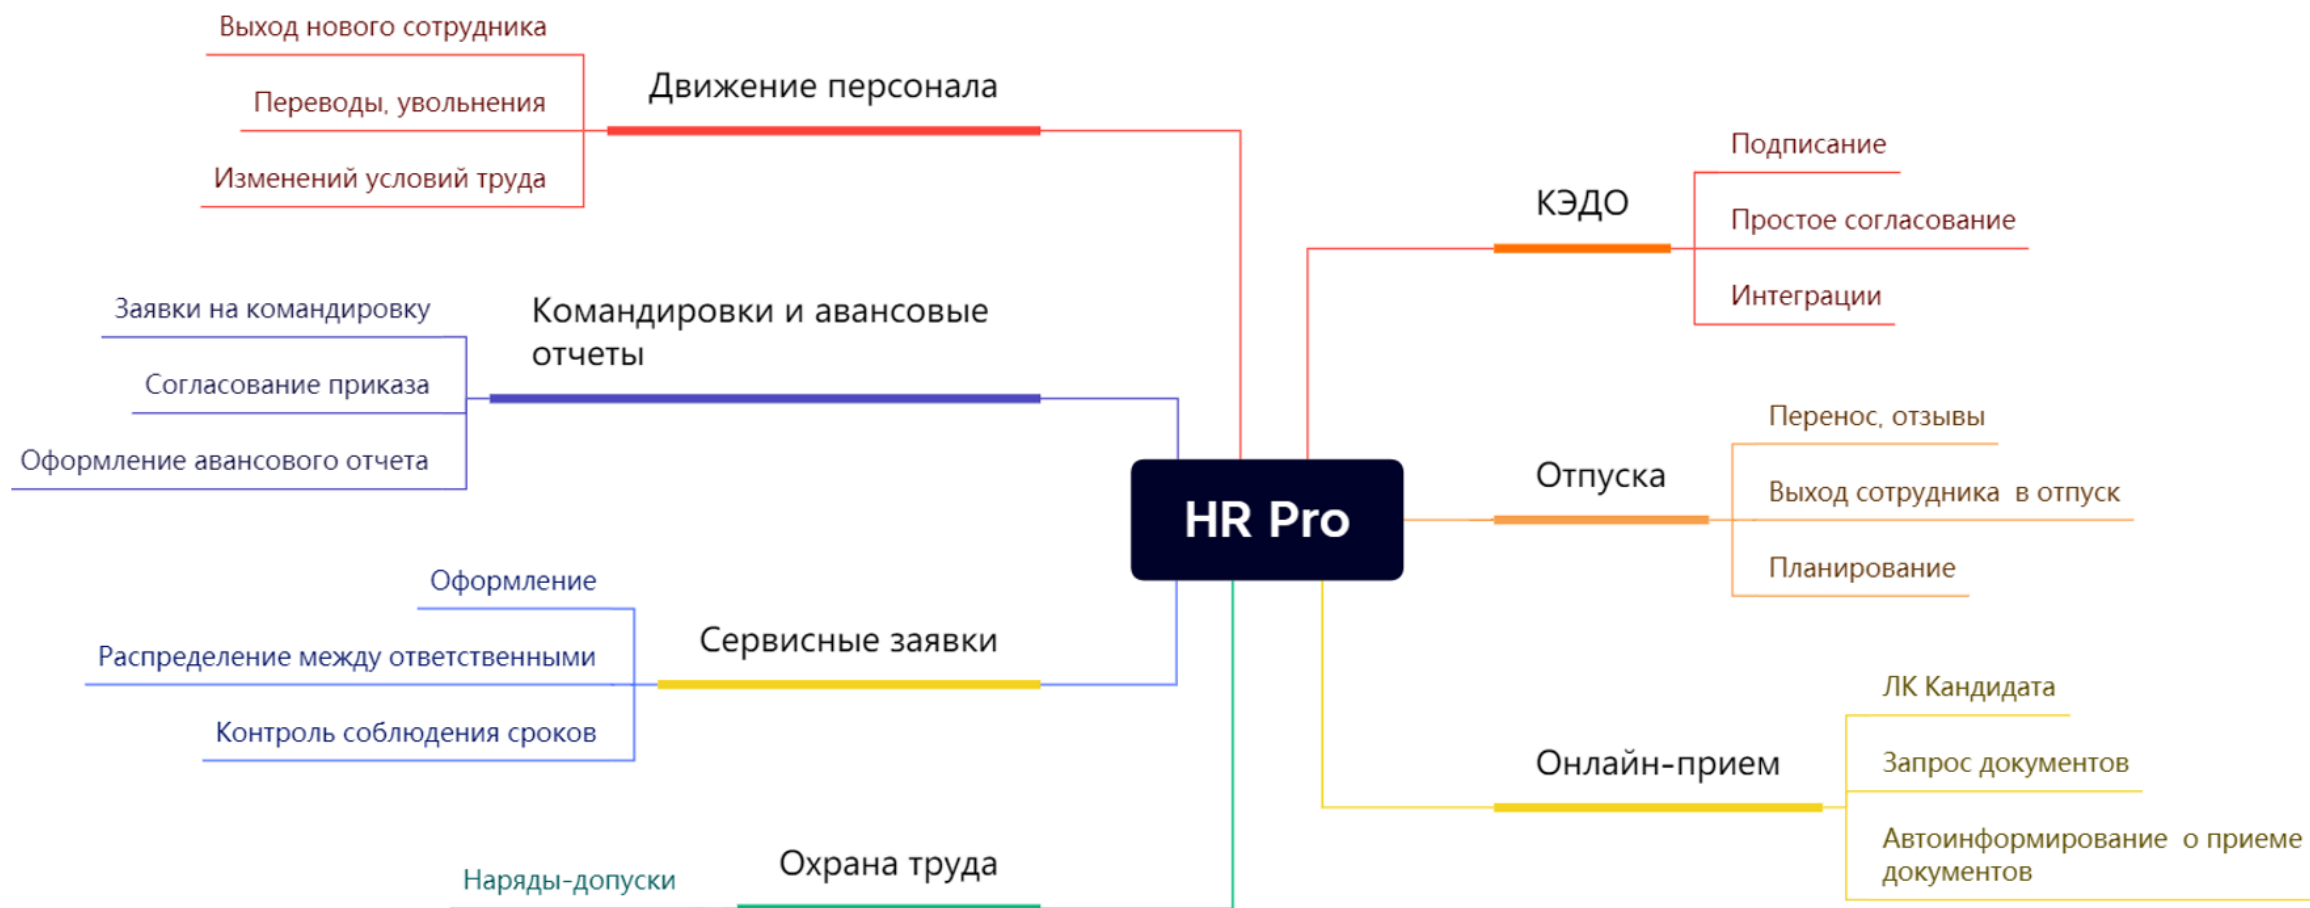 Выход нового сотрудника
Переводы, увольнения
Изменений условий труда
Движение персонала
Заявки на командировку
Согласование приказа
Оформление авансового отчета
Командировки и авансовые
отчеты
Оформление
Распределение между ответственными
Контроль соблюдения сроков
Сервисные заявки
Наряды-допуски
Охрана труда
HR Pro
КЭДО
Подписание
Простое согласование
Интеграции
Отпуска
Перенос, отзывы
Выход сотрудника в отпуск
Планирование
Онлайн-прием
ЛК Кандидата
Запрос документов
Автоинформирование о приеме
документов